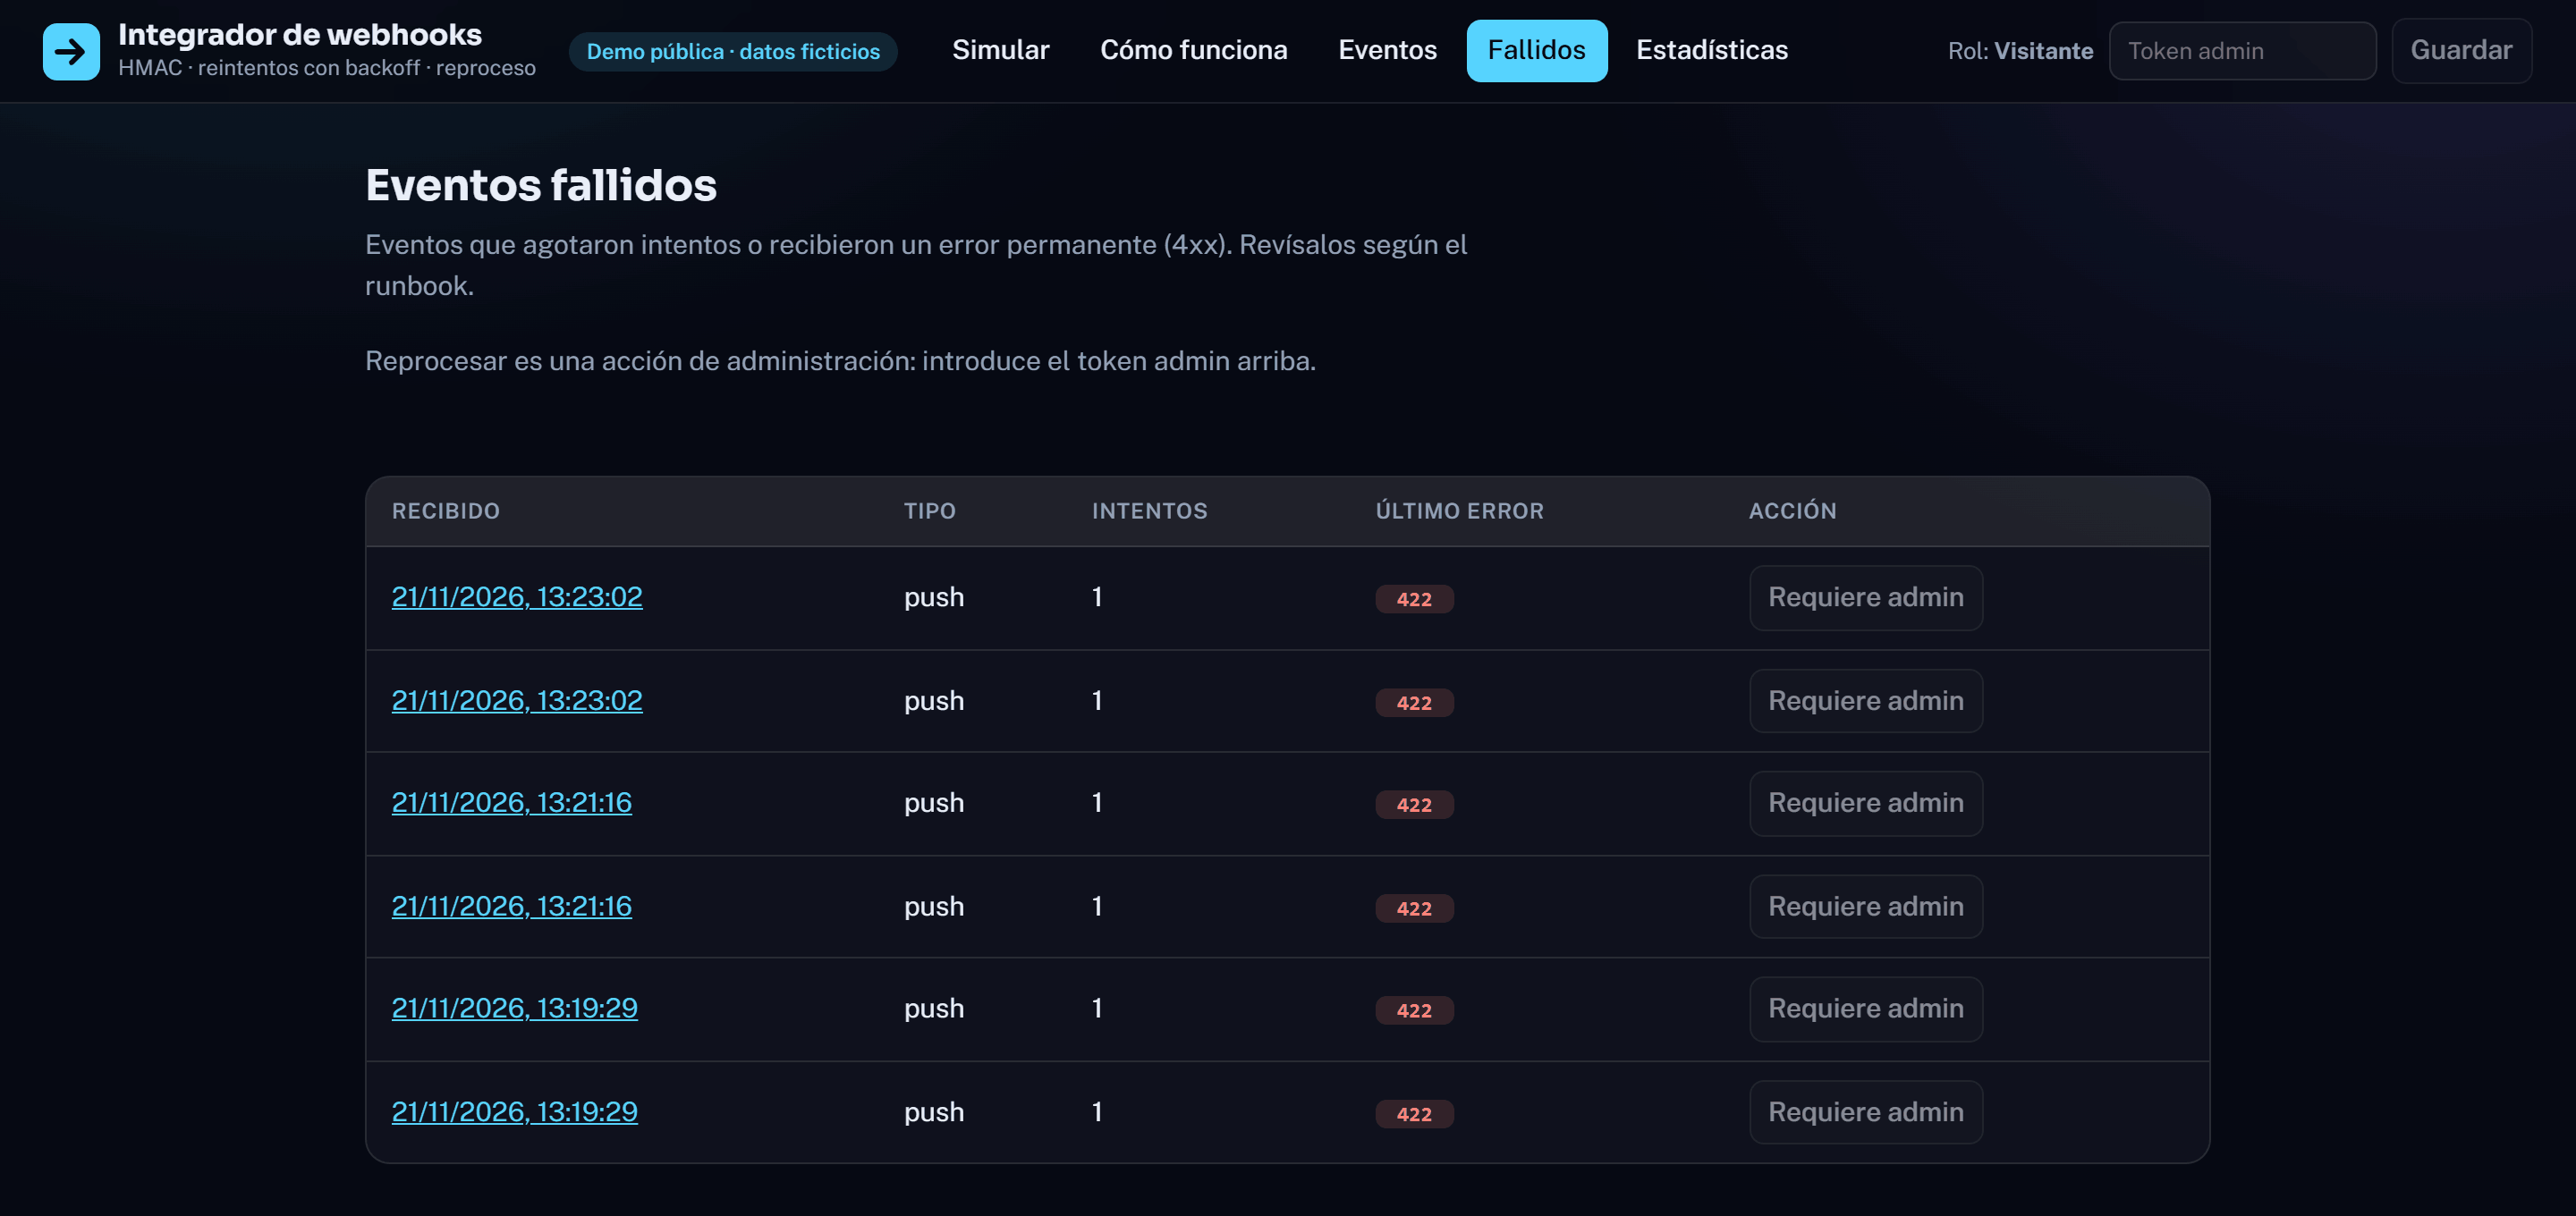 Integrador de webhooks
HMAC · reintentos con backoff · reproceso
Demo pública · datos ficticios
Simular
Cómo funciona
Eventos
Fallidos
Estadísticas
Rol: Visitante
Token admin
Guardar
Eventos fallidos
Eventos que agotaron intentos o recibieron un error permanente (4xx). Revísalos según el
runbook.
Reprocesar es una acción de administración: introduce el token admin arriba.
RECIBIDO TIPO INTENTOS ÚLTIMO ERROR ACCIÓN
21/11/2026, 13:23:02 push 1 422 Requiere admin
21/11/2026, 13:23:02 push 1 422 Requiere admin
21/11/2026, 13:21:16 push 1 422 Requiere admin
21/11/2026, 13:21:16 push 1 422 Requiere admin
21/11/2026, 13:19:29 push 1 422 Requiere admin
21/11/2026, 13:19:29 push 1 422 Requiere admin